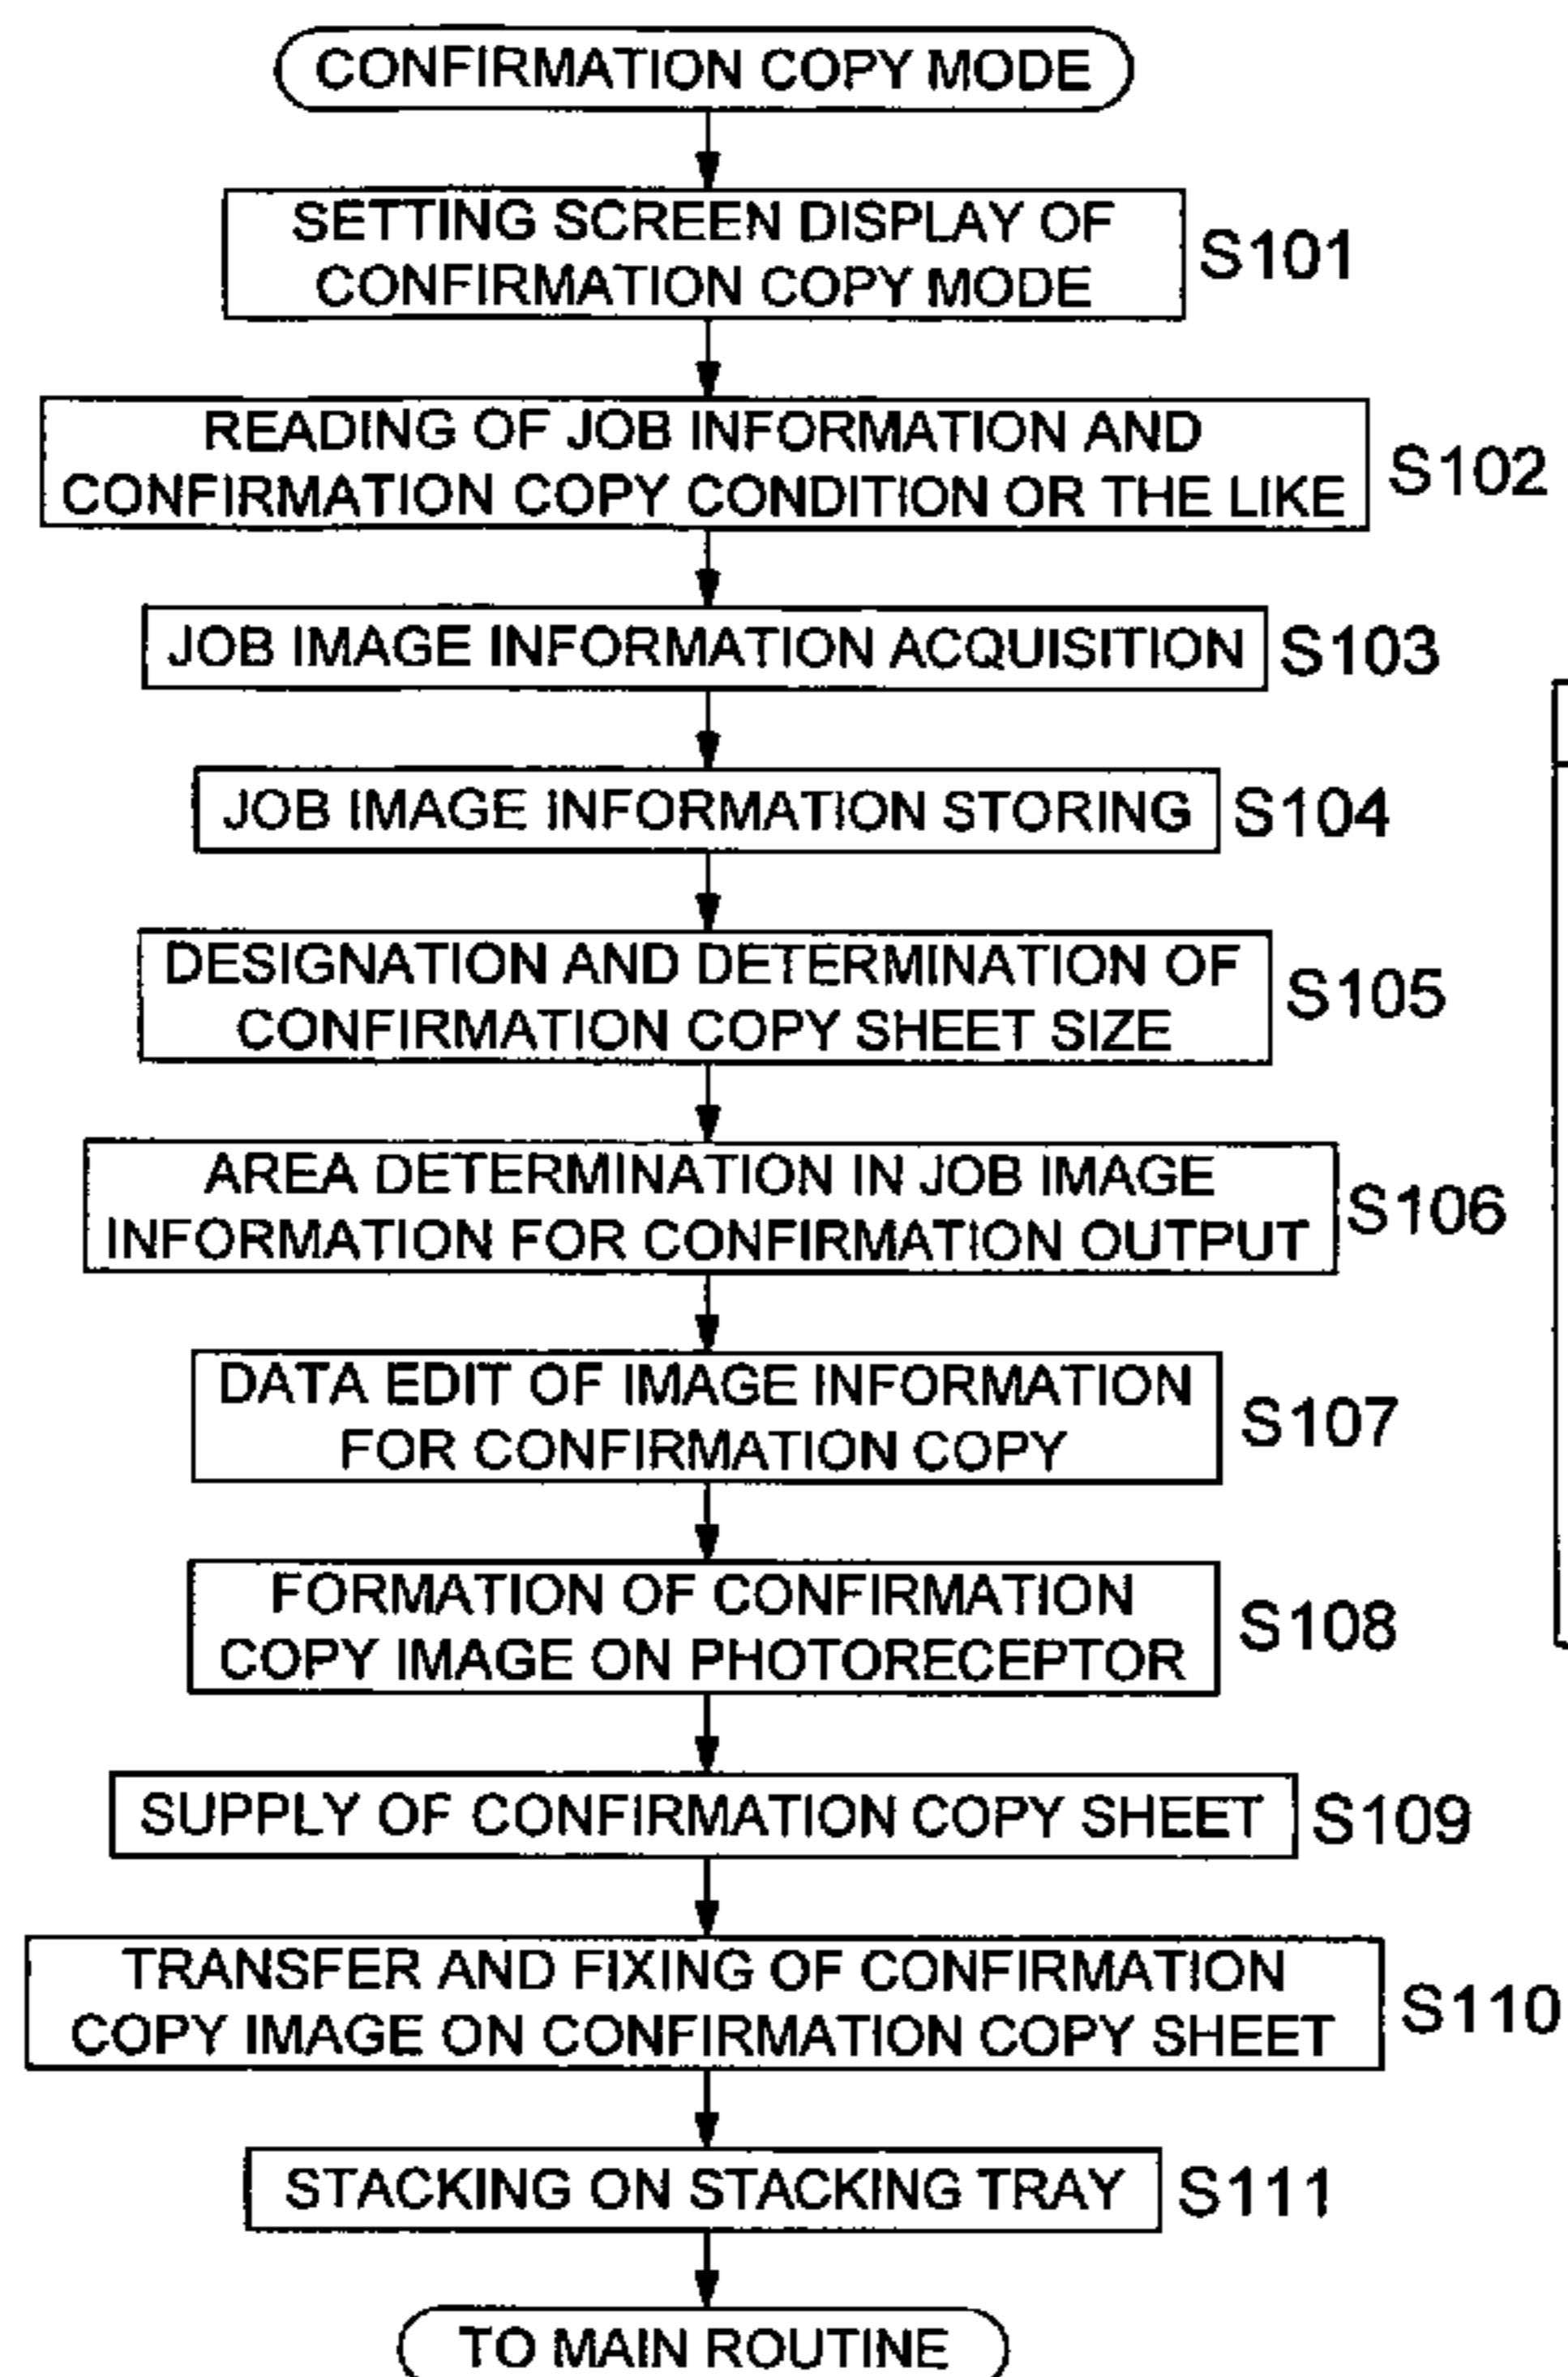 CONFIRMATION COPY MODE
SETTING SCREEN DISPLAY OF
CONFIRMATION COPY MODE
S101
READING OF JOB INFORMATION AND
CONFIRMATION COPY CONDITION OR THE LIKE
S102
JOB IMAGE INFORMATION ACQUISITION
S103
JOB IMAGE INFORMATION STORING
S104
DESIGNATION AND DETERMINATION OF
CONFIRMATION COPY SHEET SIZE
S105
AREA DETERMINATION IN JOB IMAGE
INFORMATION FOR CONFIRMATION OUTPUT
S106
DATA EDIT OF IMAGE INFORMATION
FOR CONFIRMATION COPY
S107
FORMATION OF CONFIRMATION
COPY IMAGE ON PHOTORECEPTOR
S108
SUPPLY OF CONFIRMATION COPY SHEET
S109
TRANSFER AND FIXING OF CONFIRMATION
COPY IMAGE ON CONFIRMATION COPY SHEET
S110
STACKING ON STACKING TRAY
S111
TO MAIN ROUTINE